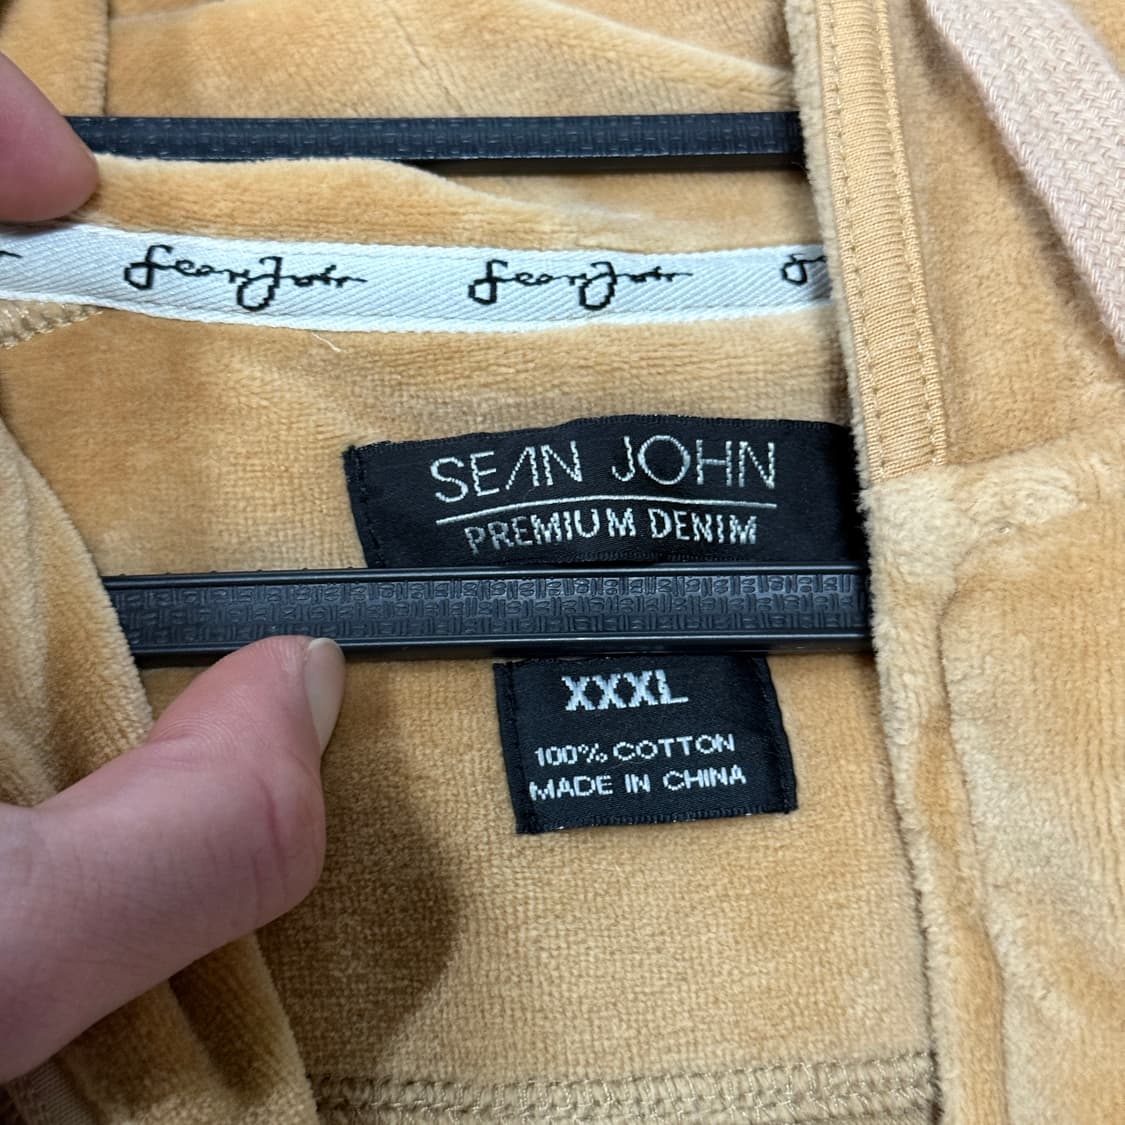 Sean John Sean John
SEAN JOHN
PREMIUM DENIM
XXXL
100% COTTON
MADE IN CHINA